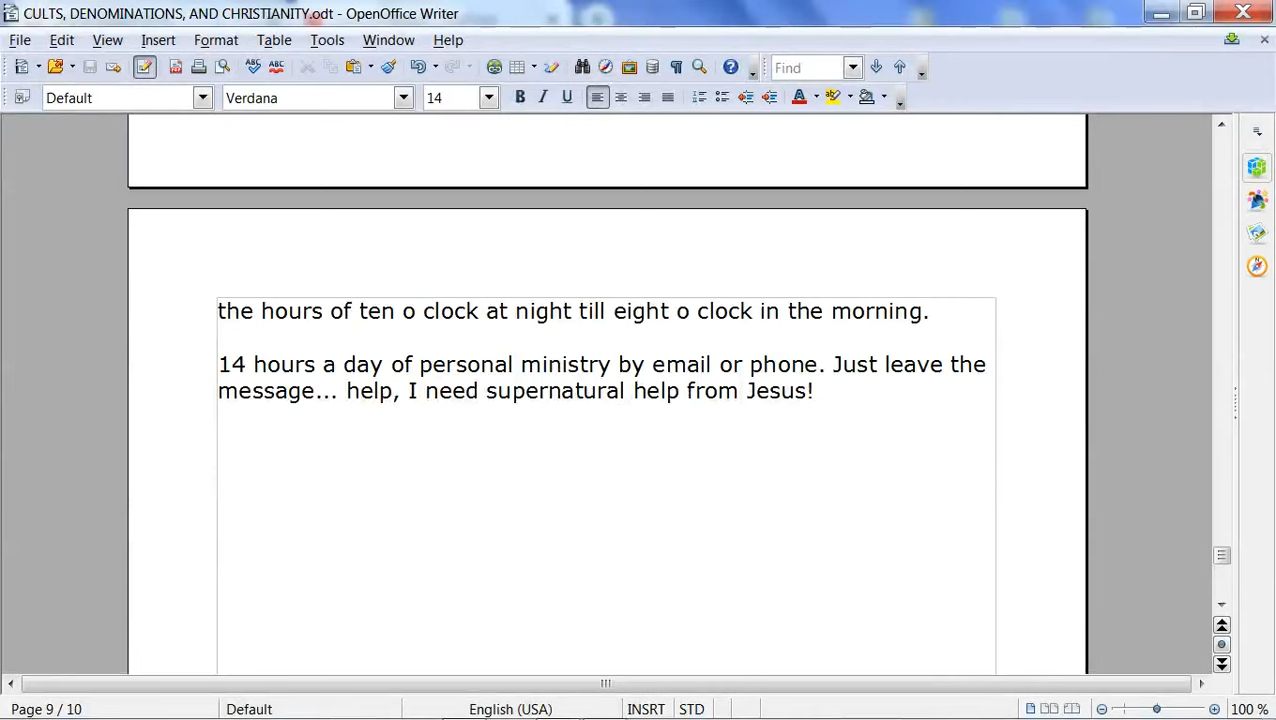 CULTS, DENOMINATIONS, AND CHRISTIANITY.odt - OpenOffice Writer
File Edit View Insert Format Table Tools Window Help
Find
Default Verdana 14
the hours of ten o clock at night till eight o clock in the morning.
14 hours a day of personal ministry by email or phone. Just leave the
message... help, I need supernatural help from Jesus!
Page 9 / 10 Default English (USA) INSRT STD 100 %